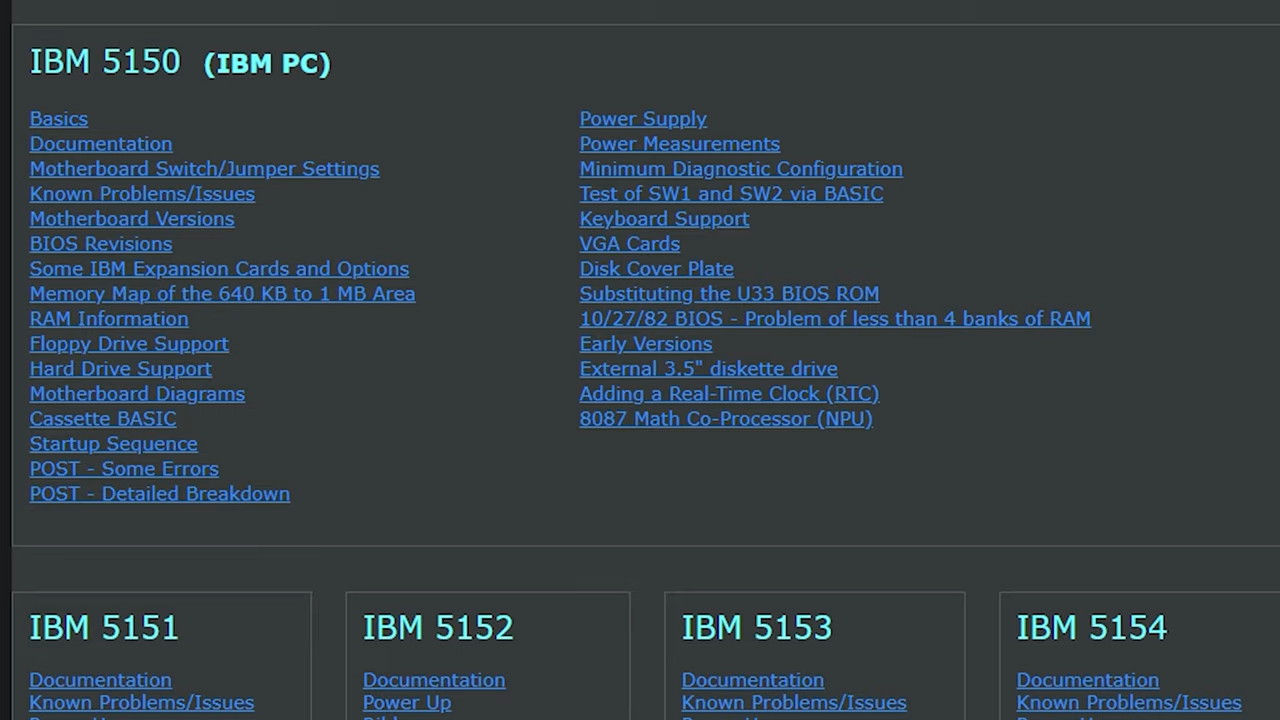 IBM 5150 (IBM PC)
Basics
Documentation
Motherboard Switch/Jumper Settings
Known Problems/Issues
Motherboard Versions
BIOS Revisions
Some IBM Expansion Cards and Options
Memory Map of the 640 KB to 1 MB Area
RAM Information
Floppy Drive Support
Hard Drive Support
Motherboard Diagrams
Cassette BASIC
Startup Sequence
POST - Some Errors
POST - Detailed Breakdown
Power Supply
Power Measurements
Minimum Diagnostic Configuration
Test of SW1 and SW2 via BASIC
Keyboard Support
VGA Cards
Disk Cover Plate
Substituting the U33 BIOS ROM
10/27/82 BIOS - Problem of less than 4 banks of RAM
Early Versions
External 3.5" diskette drive
Adding a Real-Time Clock (RTC)
8087 Math Co-Processor (NPU)
IBM 5151
Documentation
Known Problems/Issues
IBM 5152
Documentation
Power Up
IBM 5153
Documentation
Known Problems/Issues
IBM 5154
Documentation
Known Problems/Issues